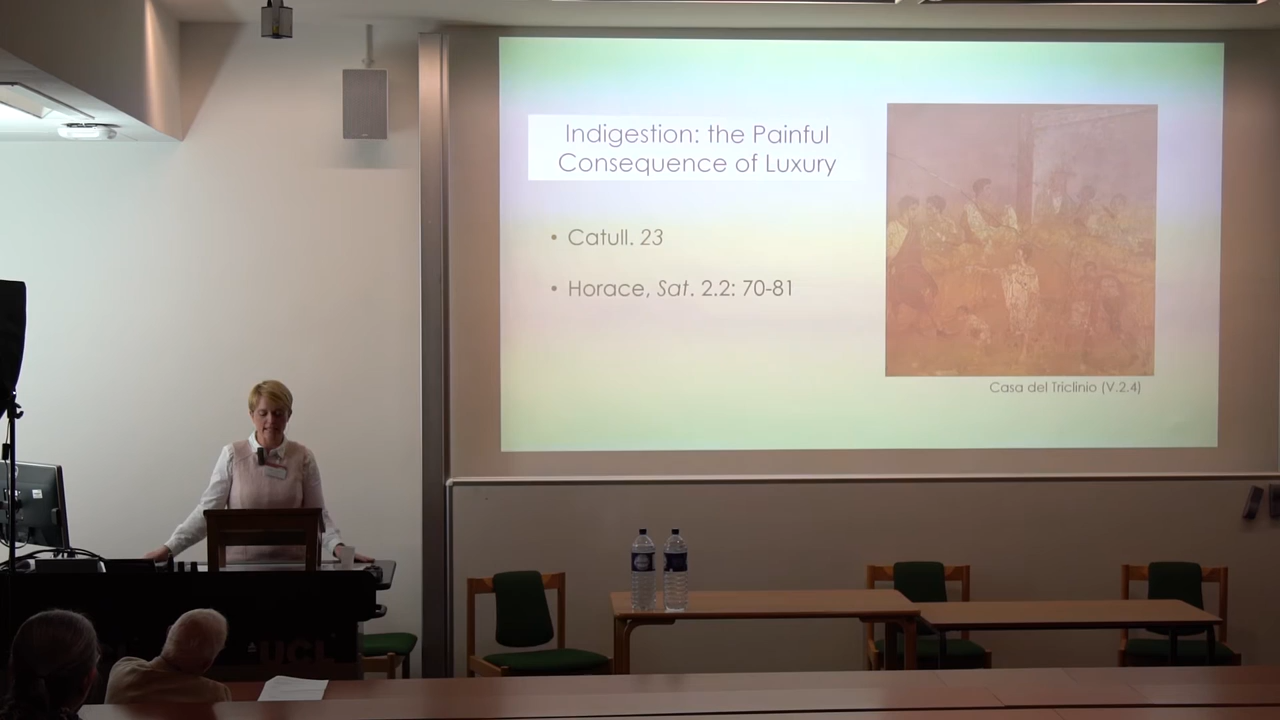 Indigestion: the Painful
Consequence of Luxury
• Catull. 23
• Horace, Sat. 2.2: 70-81
Casa del Triclinio (V.2.4)
UCL